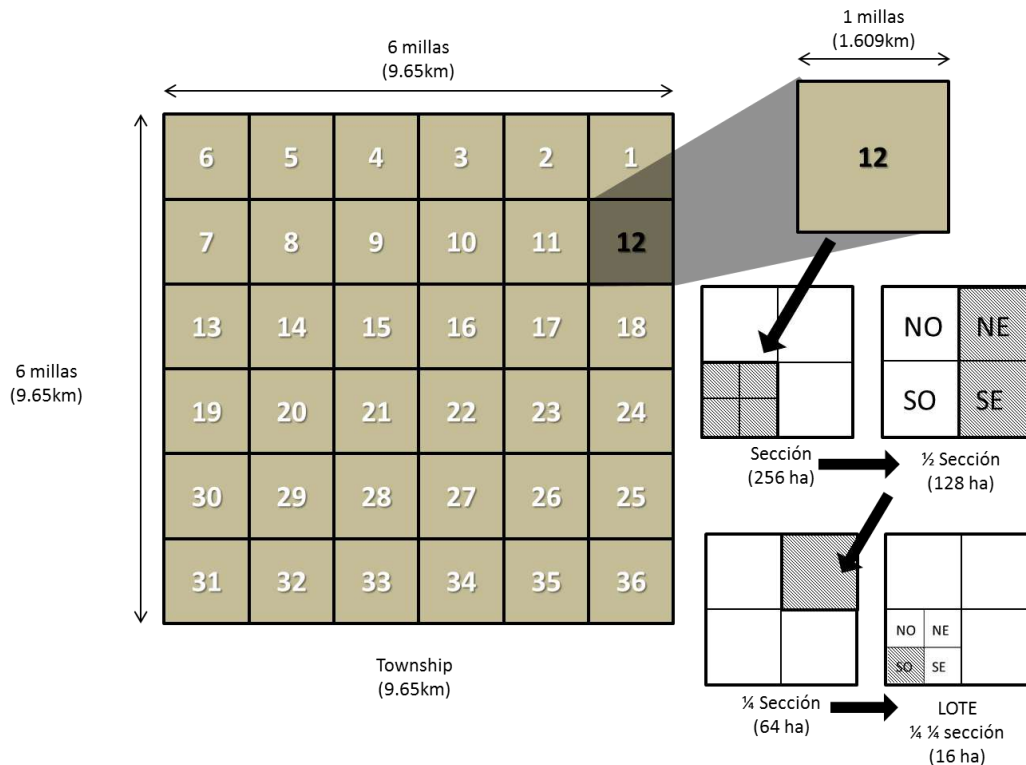 1 millas
(1.609km)
6 millas
(9.65km)
12
6 5 4 3 2 1
7 8 9 10 11 12
13 14 15 16 17 18
19 20 21 22 23 24
30 29 28 27 26 25
31 32 33 34 35 36
6 millas
(9.65km)
Township
(9.65km)
NO NE
SO SE
Sección
(256 ha)
½ Sección
(128 ha)
NO NE
SO SE
¼ Sección
(64 ha)
LOTE
¼ ¼ sección
(16 ha)